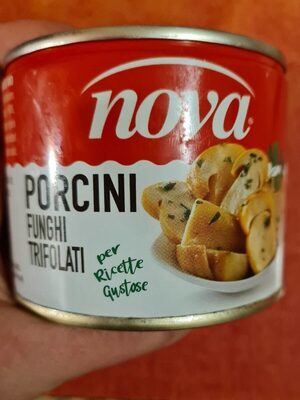 nova
PORCINI
FUNGHI
TRIFOLATI
per
Ricette
Gustose